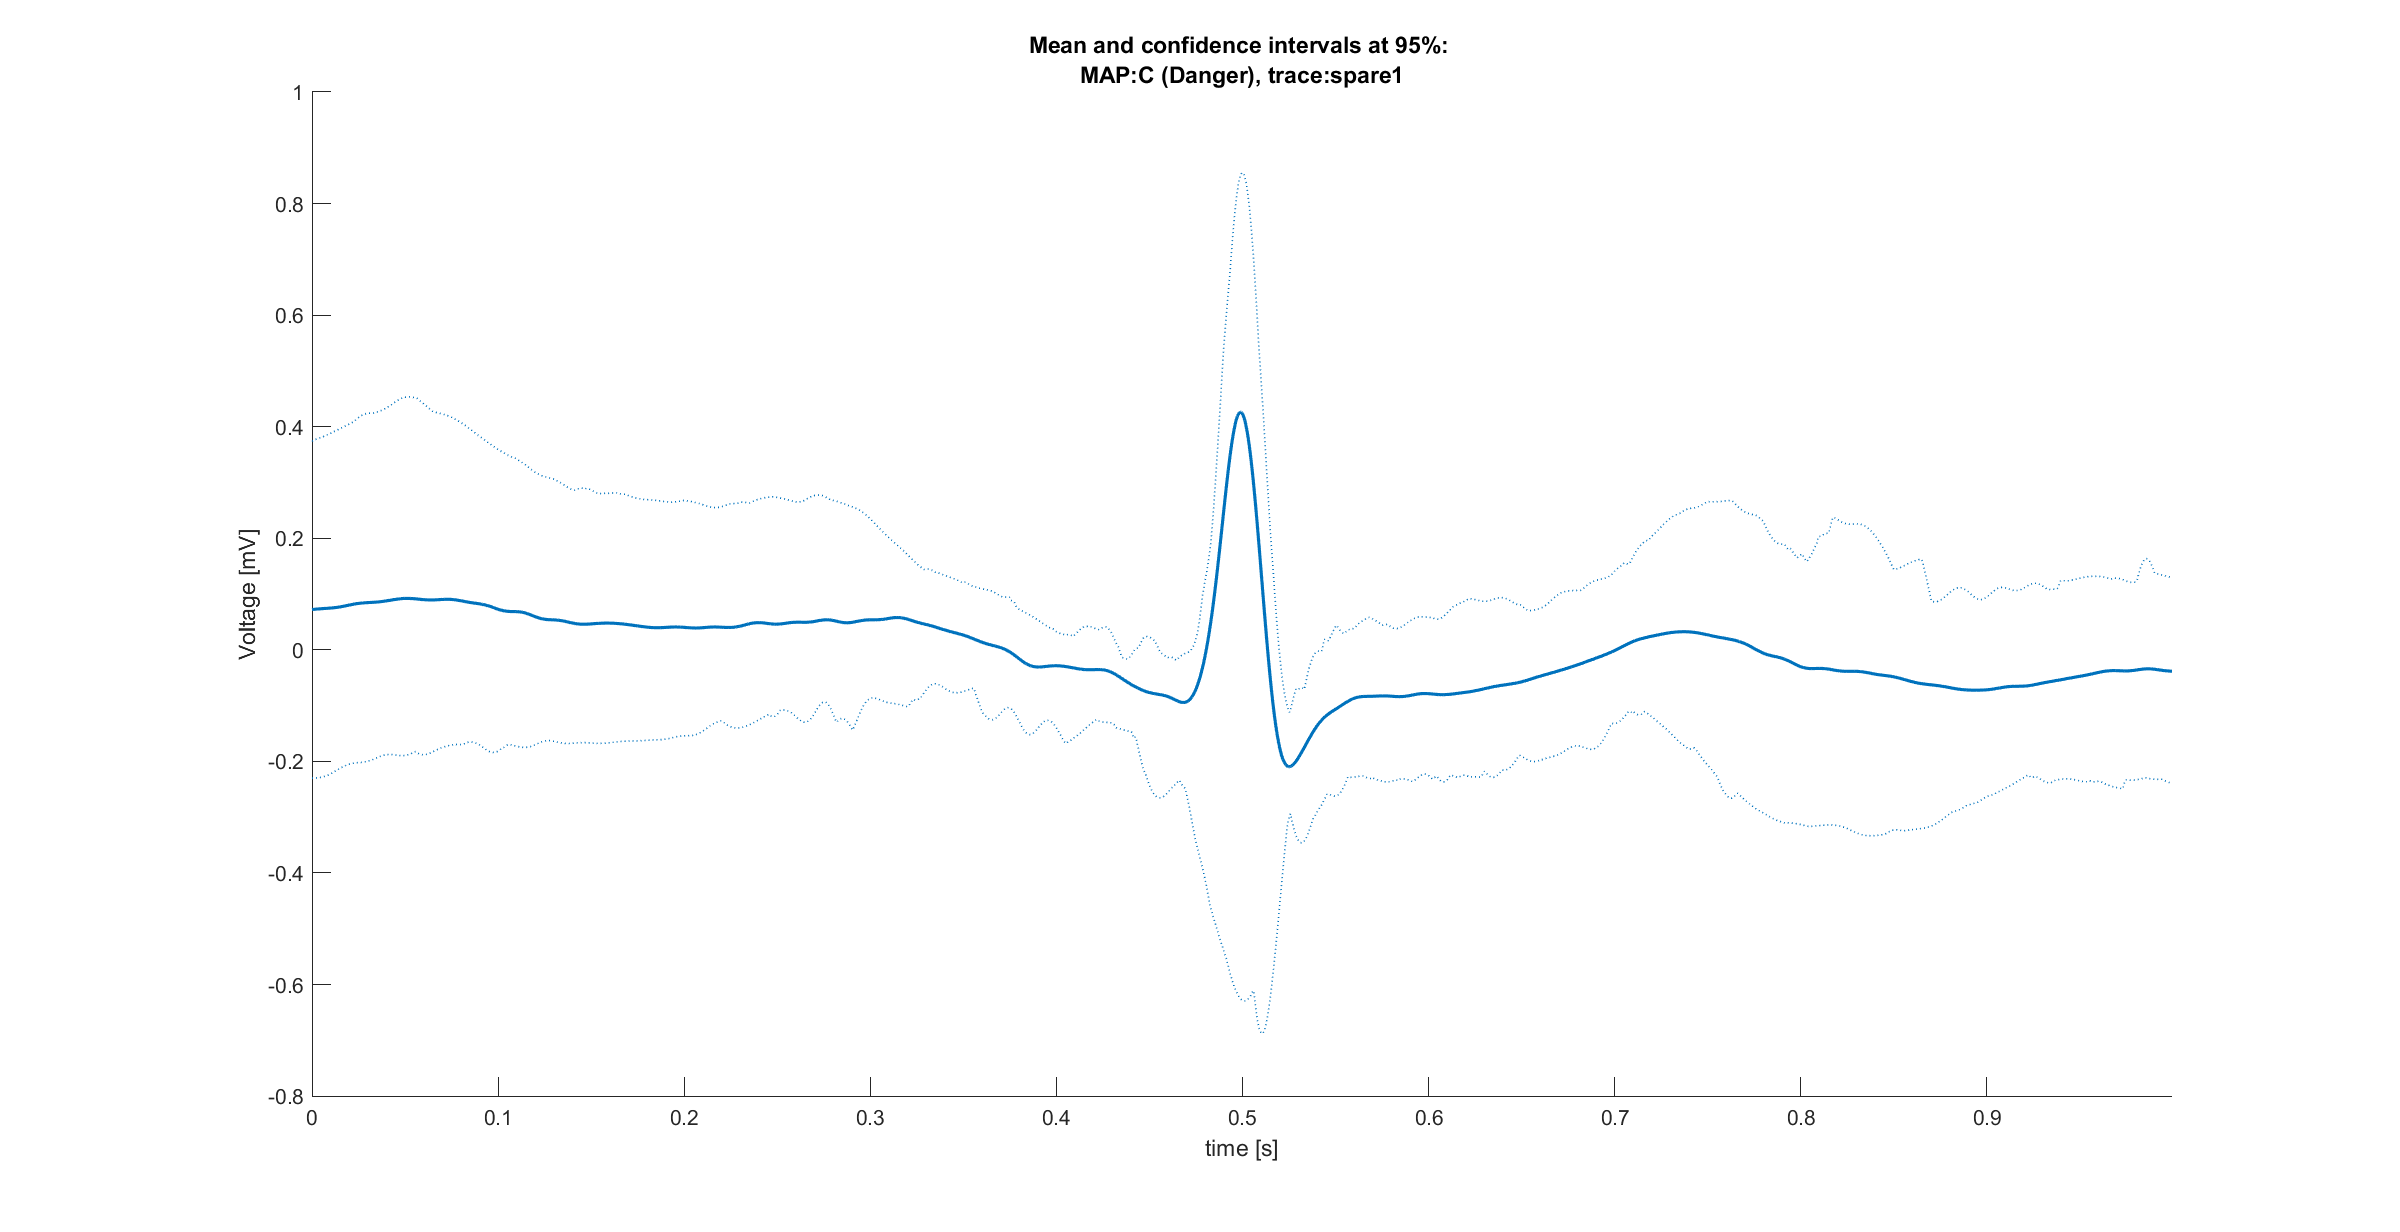 Mean and confidence intervals at 95%:
MAP:C (Danger), trace:spare1
1
0.8
0.6
0.4
0.2
0
-0.2
-0.4
-0.6
-0.8
Voltage [mV]
0 0.1 0.2 0.3 0.4 0.5 0.6 0.7 0.8 0.9
time [s]